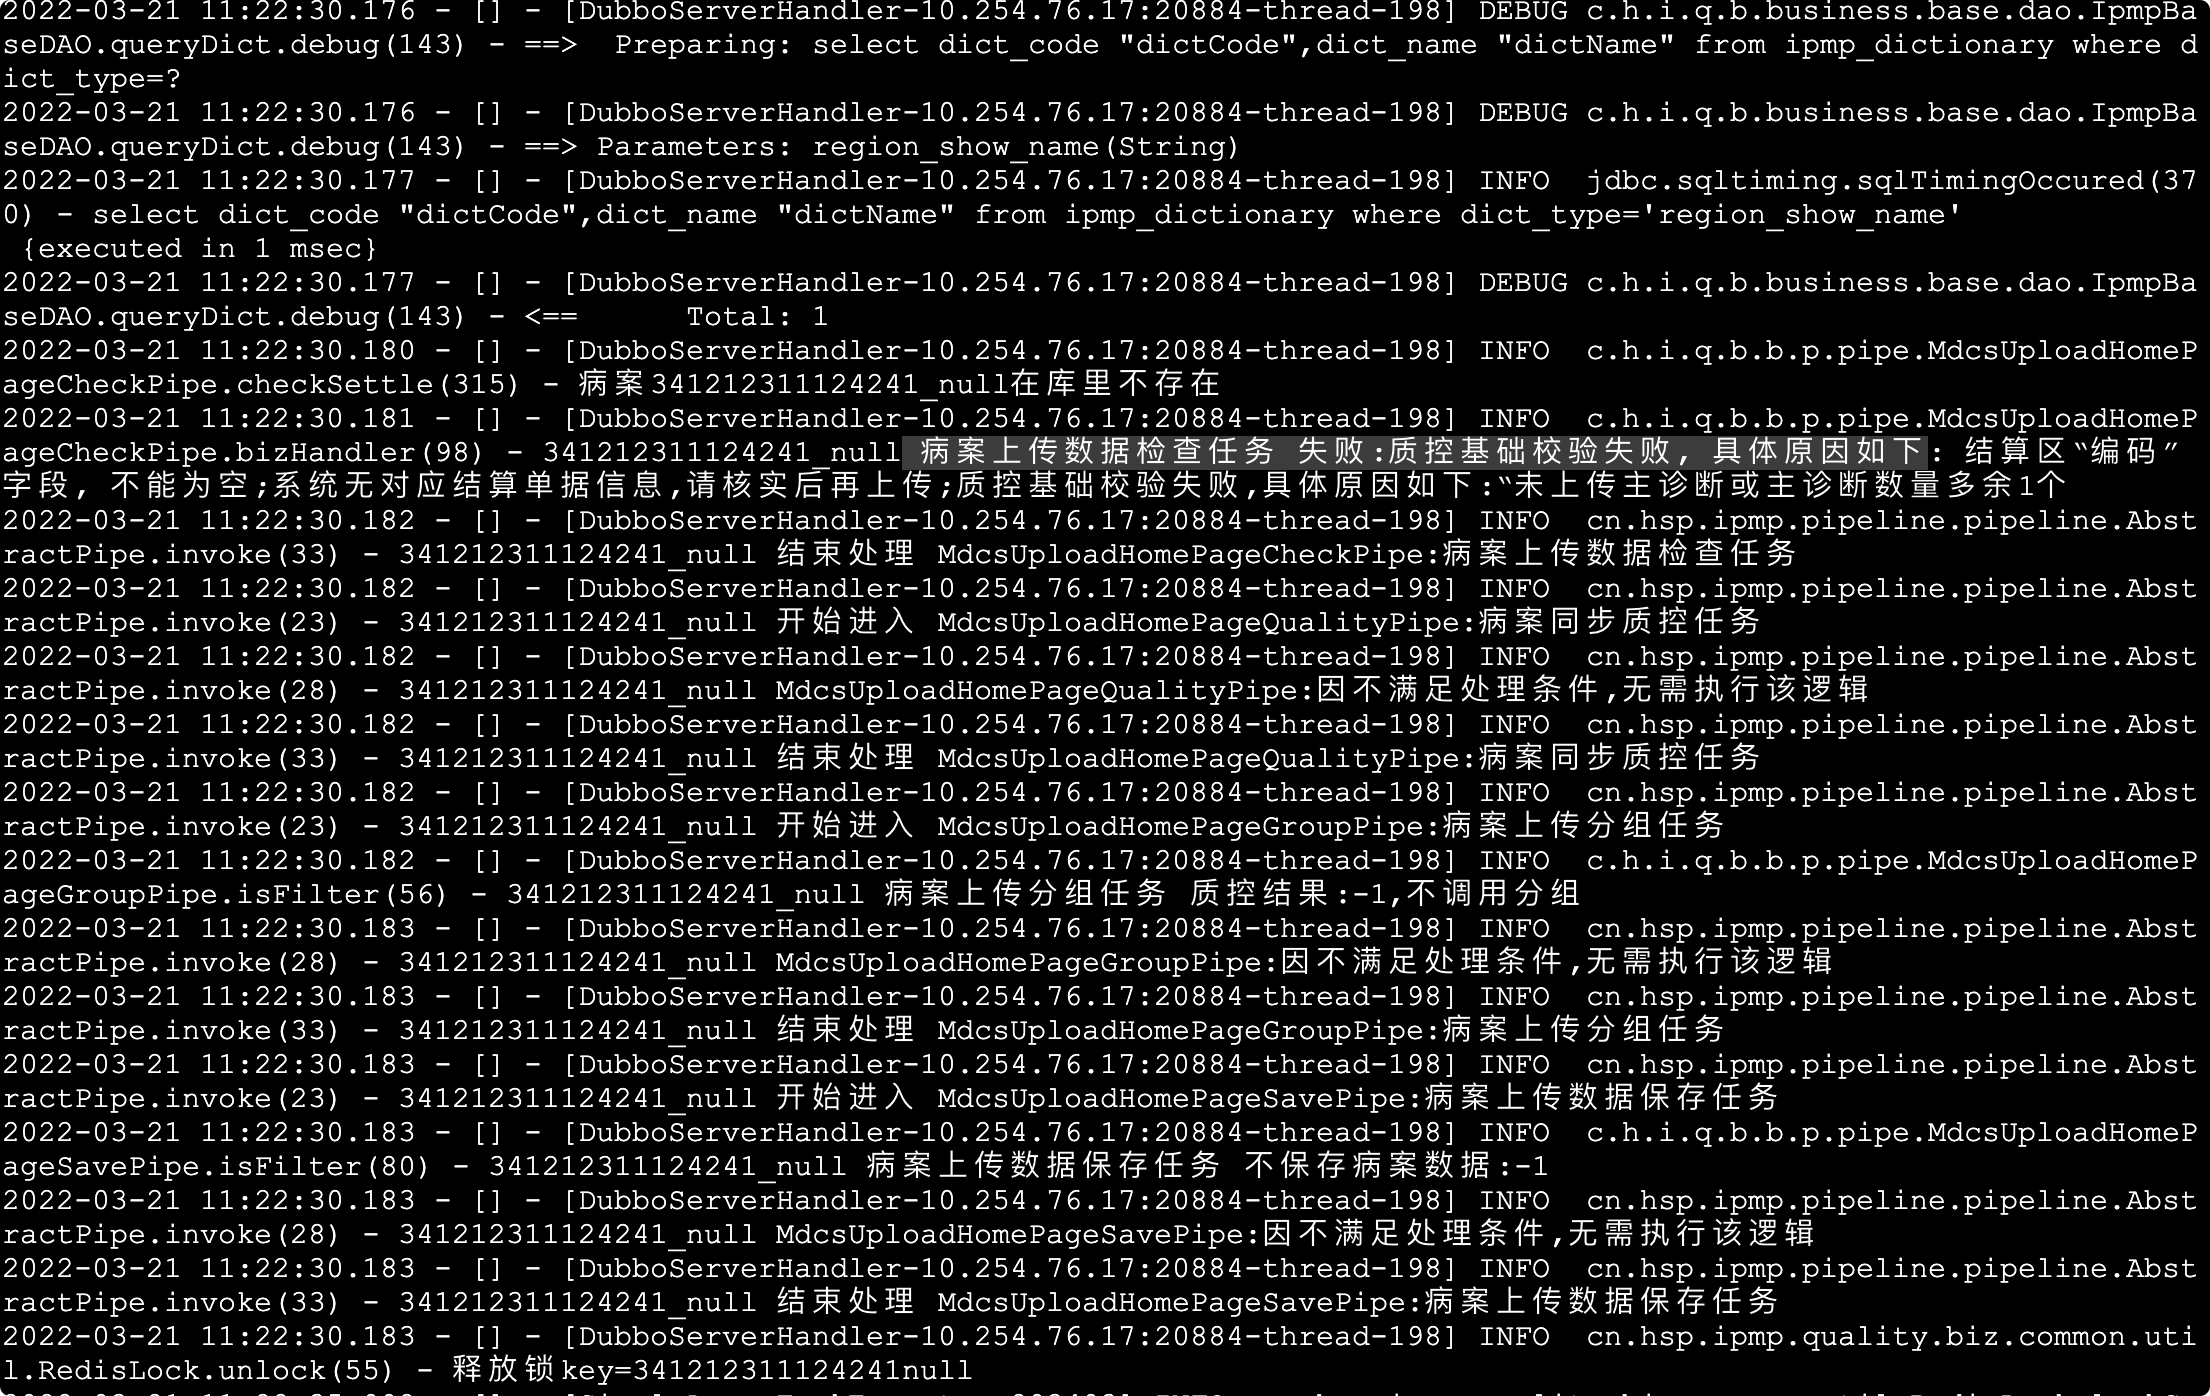 2022-03-21 11:22:30.176 - [] - [DubboServerHandler-10.254.76.17:20884-thread-198] DEBUG c.h.i.q.b.business.base.dao.IpmpBa
seDAO.queryDict.debug(143) - ==>  Preparing: select dict_code "dictCode",dict_name "dictName" from ipmp_dictionary where d
ict_type=?
2022-03-21 11:22:30.176 - [] - [DubboServerHandler-10.254.76.17:20884-thread-198] DEBUG c.h.i.q.b.business.base.dao.IpmpBa
seDAO.queryDict.debug(143) - ==> Parameters: region_show_name(String)
2022-03-21 11:22:30.177 - [] - [DubboServerHandler-10.254.76.17:20884-thread-198] INFO  jdbc.sqltiming.sqlTimingOccured(37
0) - select dict_code "dictCode",dict_name "dictName" from ipmp_dictionary where dict_type='region_show_name'
 {executed in 1 msec}
2022-03-21 11:22:30.177 - [] - [DubboServerHandler-10.254.76.17:20884-thread-198] DEBUG c.h.i.q.b.business.base.dao.IpmpBa
seDAO.queryDict.debug(143) - <==      Total: 1
2022-03-21 11:22:30.180 - [] - [DubboServerHandler-10.254.76.17:20884-thread-198] INFO  c.h.i.q.b.b.p.pipe.MdcsUploadHomeP
ageCheckPipe.checkSettle(315) - 病案341212311124241_null在库里不存在
2022-03-21 11:22:30.181 - [] - [DubboServerHandler-10.254.76.17:20884-thread-198] INFO  c.h.i.q.b.b.p.pipe.MdcsUploadHomeP
ageCheckPipe.bizHandler(98) - 341212311124241_null 病案上传数据检查任务 失败:质控基础校验失败, 具体原因如下: 结算区“编码”
字段, 不能为空;系统无对应结算单据信息,请核实后再上传;质控基础校验失败,具体原因如下:“未上传主诊断或主诊断数量多余1个
2022-03-21 11:22:30.182 - [] - [DubboServerHandler-10.254.76.17:20884-thread-198] INFO  cn.hsp.ipmp.pipeline.pipeline.Abst
ractPipe.invoke(33) - 341212311124241_null 结束处理 MdcsUploadHomePageCheckPipe:病案上传数据检查任务
2022-03-21 11:22:30.182 - [] - [DubboServerHandler-10.254.76.17:20884-thread-198] INFO  cn.hsp.ipmp.pipeline.pipeline.Abst
ractPipe.invoke(23) - 341212311124241_null 开始进入 MdcsUploadHomePageQualityPipe:病案同步质控任务
2022-03-21 11:22:30.182 - [] - [DubboServerHandler-10.254.76.17:20884-thread-198] INFO  cn.hsp.ipmp.pipeline.pipeline.Abst
ractPipe.invoke(28) - 341212311124241_null MdcsUploadHomePageQualityPipe:因不满足处理条件,无需执行该逻辑
2022-03-21 11:22:30.182 - [] - [DubboServerHandler-10.254.76.17:20884-thread-198] INFO  cn.hsp.ipmp.pipeline.pipeline.Abst
ractPipe.invoke(33) - 341212311124241_null 结束处理 MdcsUploadHomePageQualityPipe:病案同步质控任务
2022-03-21 11:22:30.182 - [] - [DubboServerHandler-10.254.76.17:20884-thread-198] INFO  cn.hsp.ipmp.pipeline.pipeline.Abst
ractPipe.invoke(23) - 341212311124241_null 开始进入 MdcsUploadHomePageGroupPipe:病案上传分组任务
2022-03-21 11:22:30.182 - [] - [DubboServerHandler-10.254.76.17:20884-thread-198] INFO  c.h.i.q.b.b.p.pipe.MdcsUploadHomeP
ageGroupPipe.isFilter(56) - 341212311124241_null 病案上传分组任务 质控结果:-1,不调用分组
2022-03-21 11:22:30.183 - [] - [DubboServerHandler-10.254.76.17:20884-thread-198] INFO  cn.hsp.ipmp.pipeline.pipeline.Abst
ractPipe.invoke(28) - 341212311124241_null MdcsUploadHomePageGroupPipe:因不满足处理条件,无需执行该逻辑
2022-03-21 11:22:30.183 - [] - [DubboServerHandler-10.254.76.17:20884-thread-198] INFO  cn.hsp.ipmp.pipeline.pipeline.Abst
ractPipe.invoke(33) - 341212311124241_null 结束处理 MdcsUploadHomePageGroupPipe:病案上传分组任务
2022-03-21 11:22:30.183 - [] - [DubboServerHandler-10.254.76.17:20884-thread-198] INFO  cn.hsp.ipmp.pipeline.pipeline.Abst
ractPipe.invoke(23) - 341212311124241_null 开始进入 MdcsUploadHomePageSavePipe:病案上传数据保存任务
2022-03-21 11:22:30.183 - [] - [DubboServerHandler-10.254.76.17:20884-thread-198] INFO  c.h.i.q.b.b.p.pipe.MdcsUploadHomeP
ageSavePipe.isFilter(80) - 341212311124241_null 病案上传数据保存任务 不保存病案数据:-1
2022-03-21 11:22:30.183 - [] - [DubboServerHandler-10.254.76.17:20884-thread-198] INFO  cn.hsp.ipmp.pipeline.pipeline.Abst
ractPipe.invoke(28) - 341212311124241_null MdcsUploadHomePageSavePipe:因不满足处理条件,无需执行该逻辑
2022-03-21 11:22:30.183 - [] - [DubboServerHandler-10.254.76.17:20884-thread-198] INFO  cn.hsp.ipmp.pipeline.pipeline.Abst
ractPipe.invoke(33) - 341212311124241_null 结束处理 MdcsUploadHomePageSavePipe:病案上传数据保存任务
2022-03-21 11:22:30.183 - [] - [DubboServerHandler-10.254.76.17:20884-thread-198] INFO  cn.hsp.ipmp.quality.biz.common.uti
l.RedisLock.unlock(55) - 释放锁key=341212311124241null